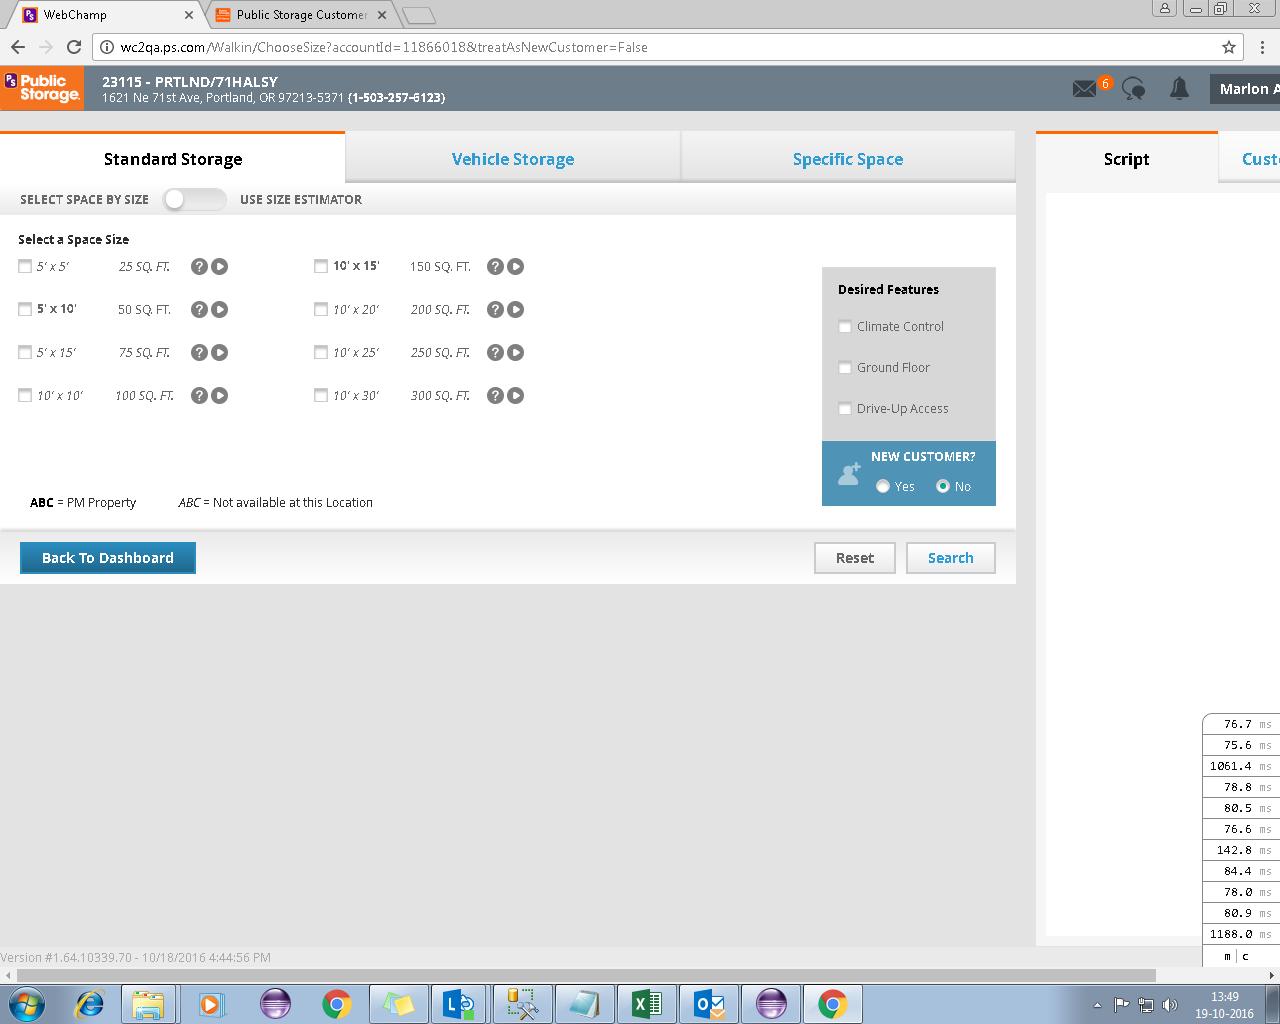 WebChamp
Public Storage Customer
wc2qa.ps.com/Walkin/ChooseSize?accountId=11866018&treatAsNewCustomer=False
PS Public Storage
23115 - PRTLND/71HALSY
1621 Ne 71st Ave, Portland, OR 97213-5371 (1-503-257-6123)
6
Marlon A
Standard Storage
Vehicle Storage
Specific Space
Script
Custo
SELECT SPACE BY SIZE
USE SIZE ESTIMATOR
Select a Space Size
5' x 5' 25 SQ. FT. ?
10' x 15' 150 SQ. FT. ?
5' x 10' 50 SQ. FT. ?
10' x 20' 200 SQ. FT. ?
5' x 15' 75 SQ. FT. ?
10' x 25' 250 SQ. FT. ?
10' x 10' 100 SQ. FT. ?
10' x 30' 300 SQ. FT. ?
Desired Features
Climate Control
Ground Floor
Drive-Up Access
NEW CUSTOMER?
Yes No
ABC = PM Property
ABC = Not available at this Location
Back To Dashboard
Reset
Search
76.7 ms
75.6 ms
1061.4 ms
78.8 ms
80.5 ms
76.6 ms
142.8 ms
84.4 ms
78.0 ms
80.9 ms
1188.0 ms
m | c
Version #1.64.10339.70 - 10/18/2016 4:44:56 PM
13:49
19-10-2016